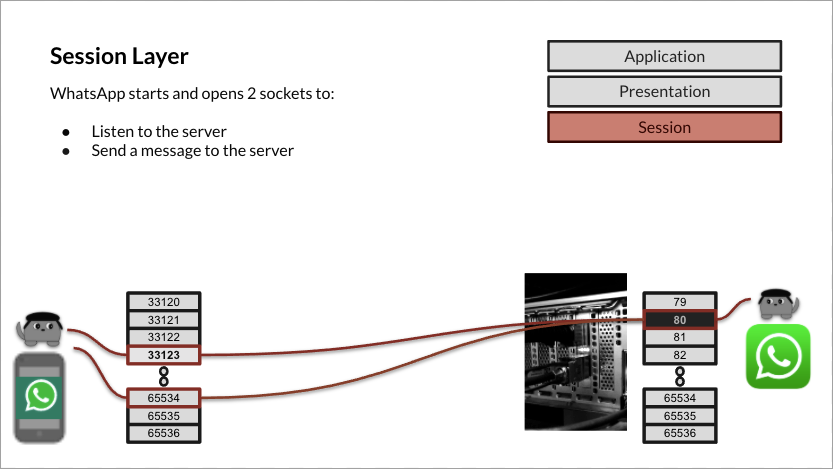 Session Layer
WhatsApp starts and opens 2 sockets to:
● Listen to the server
● Send a message to the server
Application
Presentation
Session
33120
33121
33122
33123
65534
65535
65536
79
80
81
82
65534
65535
65536